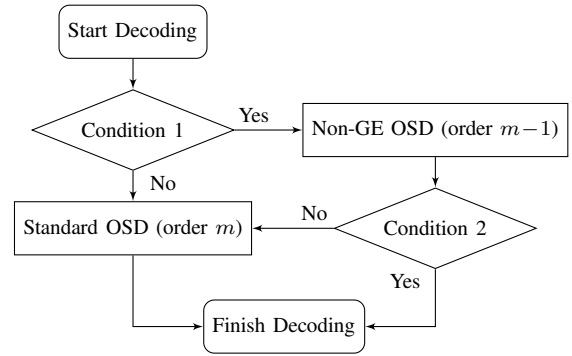 Start Decoding
Condition 1
Yes
Non-GE OSD (order m−1)
No
Standard OSD (order m)
No
Condition 2
Yes
Finish Decoding